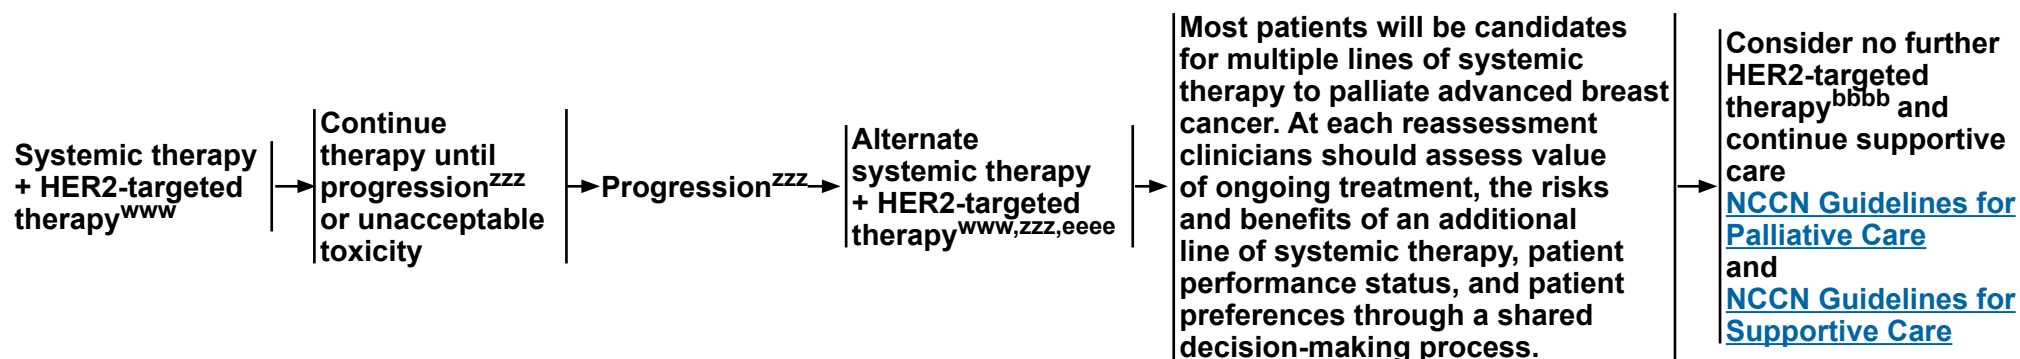 Systemic therapy
+ HER2-targeted
therapywww
Continue
therapy until
progressionzzz
or unacceptable
toxicity
Progressionzzz
Alternate
systemic therapy
+ HER2-targeted
therapywww,zzz,eeee
Most patients will be candidates
for multiple lines of systemic
therapy to palliate advanced breast
cancer. At each reassessment
clinicians should assess value
of ongoing treatment, the risks
and benefits of an additional
line of systemic therapy, patient
performance status, and patient
preferences through a shared
decision-making process.
Consider no further
HER2-targeted
therapybbbb and
continue supportive
care
NCCN Guidelines for
Palliative Care
and
NCCN Guidelines for
Supportive Care